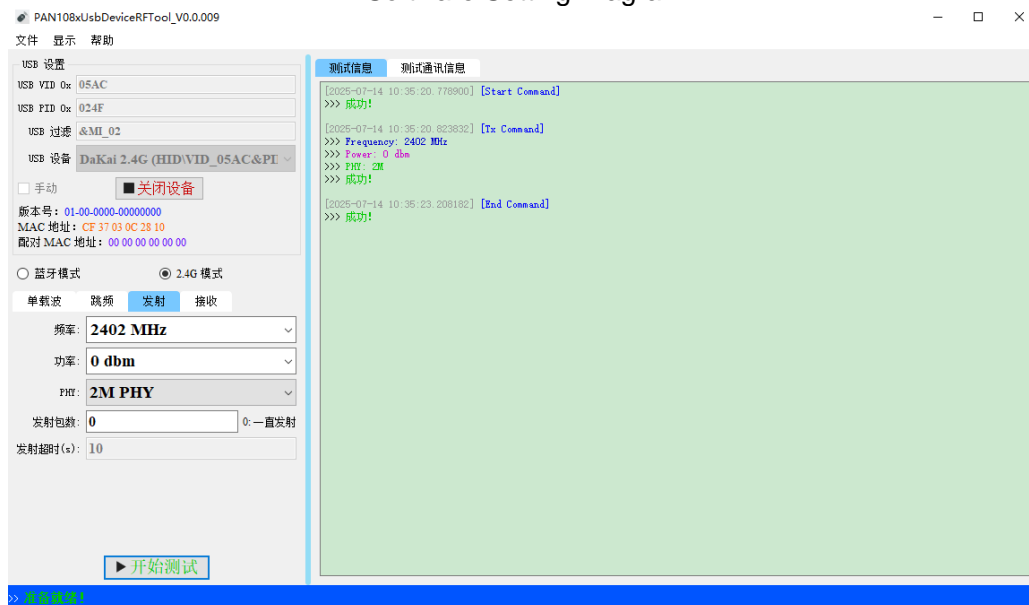 PAN108xUsbDeviceRFTool_V0.0.009
文件 显示 帮助
USB 设置
USB VID 0x 05AC
USB PID 0x 024F
USB 过滤 &MI_02
USB 设备 DaKai 2.4G (HID\VID_05AC&PI
手动 ■关闭设备
版本号：01-00-0000-00000000
MAC 地址：CF 37 03 0C 28 10
配对 MAC 地址：00 00 00 00 00 00
蓝牙模式 2.4G 模式
单载波 跳频 发射 接收
频率: 2402 MHz
功率: 0 dbm
PHY: 2M PHY
发射包数: 0 0:一直发射
发射超时(s): 10
▶开始测试
测试信息 测试通讯信息
[2025-07-14 10:35:20.778900] [Start Command]
>>> 成功!
[2025-07-14 10:35:20.823832] [Tx Command]
>>> Frequency: 2402 MHz
>>> Power: 0 dbm
>>> PHY: 2M
>>> 成功!
[2025-07-14 10:35:23.208182] [End Command]
>>> 成功!
>> 准备就绪!